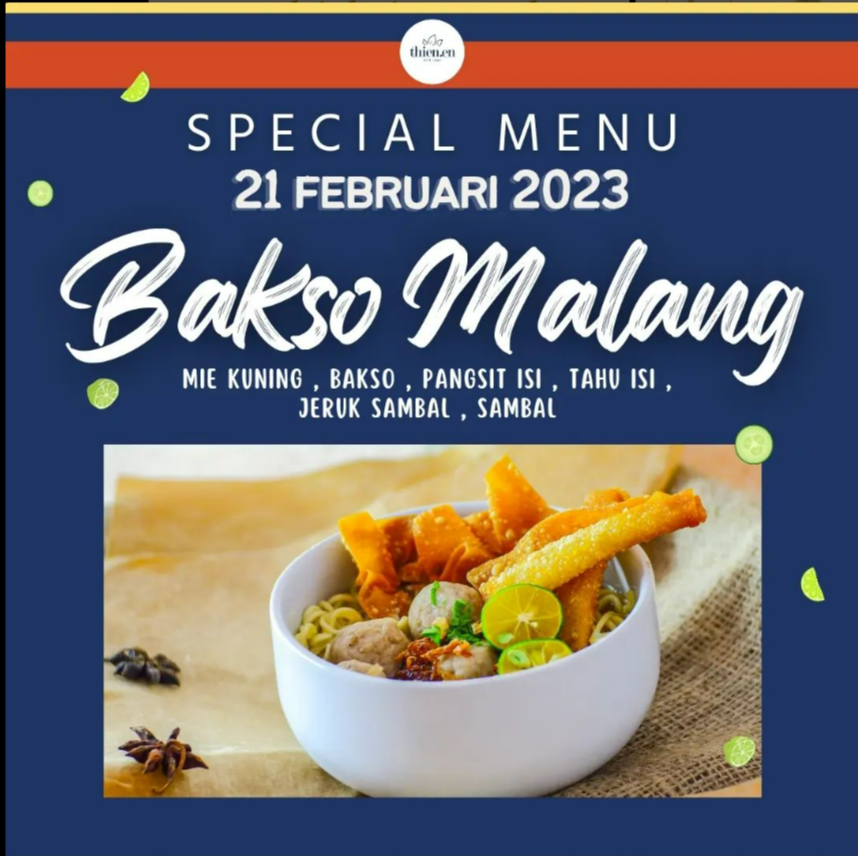 thien.en
SPECIAL MENU
21 FEBRUARI 2023
Bakso Malang
MIE KUNING , BAKSO , PANGSIT ISI , TAHU ISI ,
JERUK SAMBAL , SAMBAL